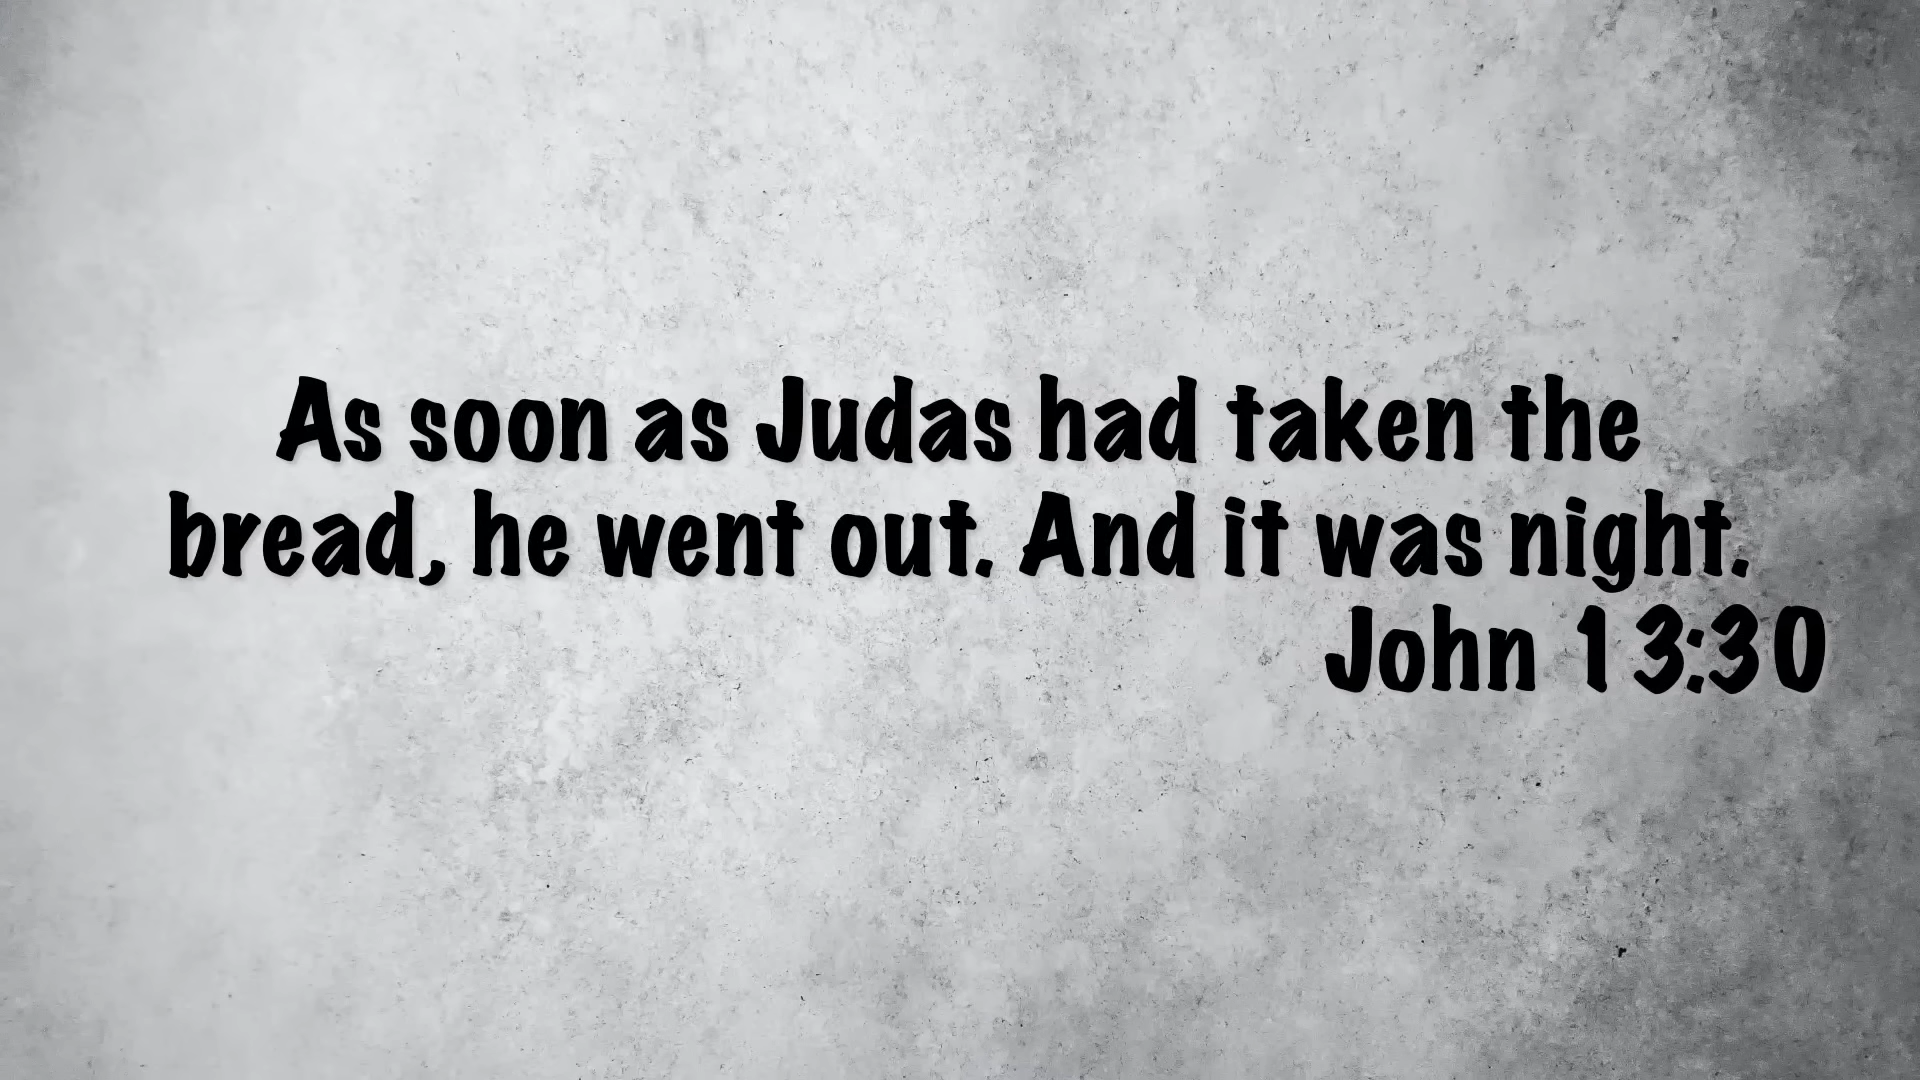 As soon as Judas had taken the
bread, he went out. And it was night.
John 13:30